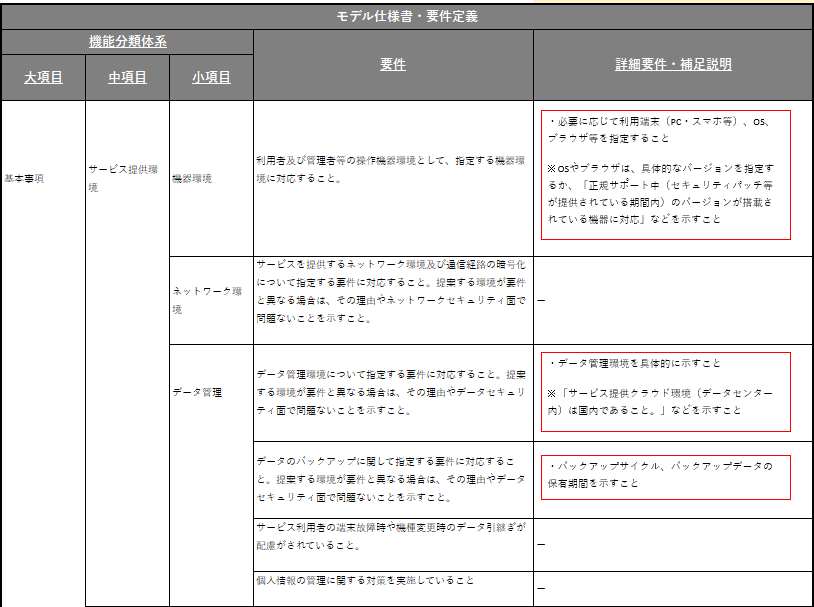 モデル仕様書・要件定義
機能分類体系
要件
詳細要件・補足説明
大項目
中項目
小項目
基本事項
サービス提供環
境
機器環境
利用者及び管理者等の操作機器環境として、指定する機器環
境に対応すること。
・必要に応じて利用端末（PC・スマホ等）、OS、
ブラウザ等を指定すること
※OSやブラウザは、具体的なバージョンを指定す
るか、「正規サポート中（セキュリティパッチ等
が提供されている期間内）のバージョンが搭載さ
れている機器に対応」などを示すこと
ネットワーク環
境
サービスを提供するネットワーク環境及び通信経路の暗号化
について指定する要件に対応すること。提案する環境が要件
と異なる場合は、その理由やネットワークセキュリティ面で
問題ないことを示すこと。
ー
データ管理
データ管理環境について指定する要件に対応すること。提案
する環境が要件と異なる場合は、その理由やデータセキュリ
ティ面で問題ないことを示すこと。
・データ管理環境を具体的に示すこと
※「サービス提供クラウド環境（データセンター
内）は国内であること。」などを示すこと
データのバックアップに関して指定する要件に対応するこ
と。提案する環境が要件と異なる場合は、その理由やデータ
セキュリティ面で問題ないことを示すこと。
・バックアップサイクル、バックアップデータの
保有期間を示すこと
サービス利用者の端末故障時や機種変更時のデータ引継ぎが
配慮がされていること。
ー
個人情報の管理に関する対策を実施していること
ー